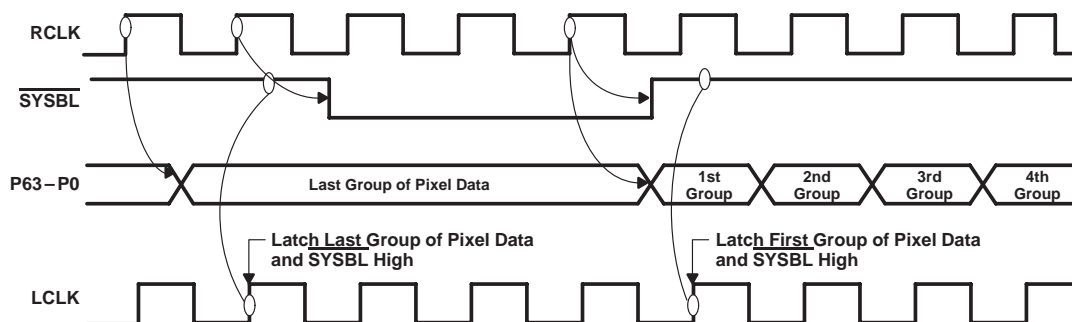 RCLK
SYSBL
P63–P0
Last Group of Pixel Data
1st
Group
2nd
Group
3rd
Group
4th
Group
Latch Last Group of Pixel Data
and SYSBL High
Latch First Group of Pixel Data
and SYSBL High
LCLK